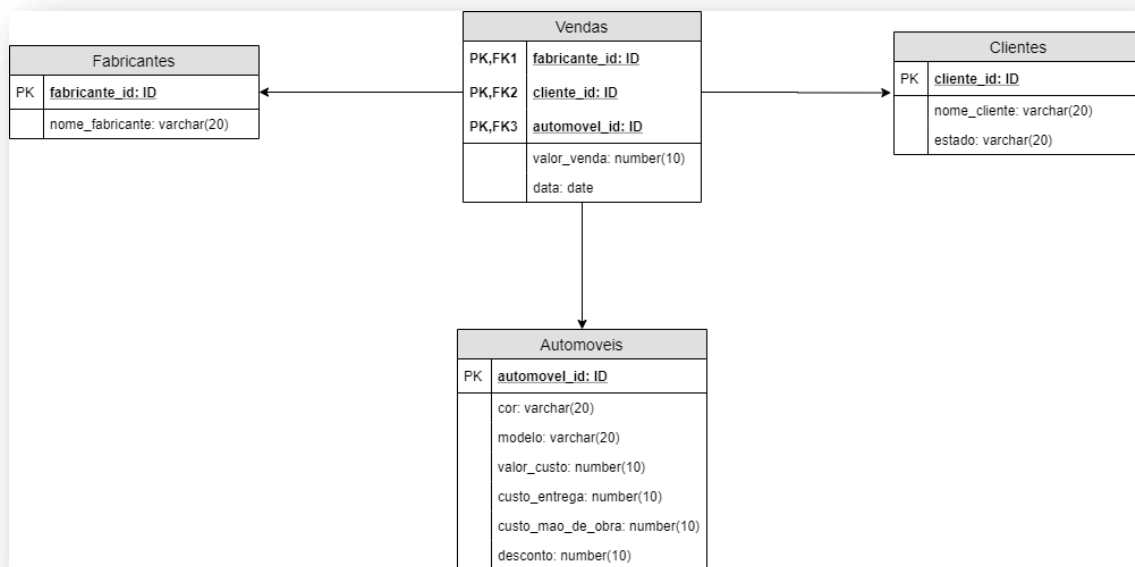 Vendas
PK,FK1 fabricante_id: ID
PK,FK2 cliente_id: ID
PK,FK3 automovel_id: ID
valor_venda: number(10)
data: date
Fabricantes
PK fabricante_id: ID
nome_fabricante: varchar(20)
Clientes
PK cliente_id: ID
nome_cliente: varchar(20)
estado: varchar(20)
Automoveis
PK automovel_id: ID
cor: varchar(20)
modelo: varchar(20)
valor_custo: number(10)
custo_entrega: number(10)
custo_mao_de_obra: number(10)
desconto: number(10)